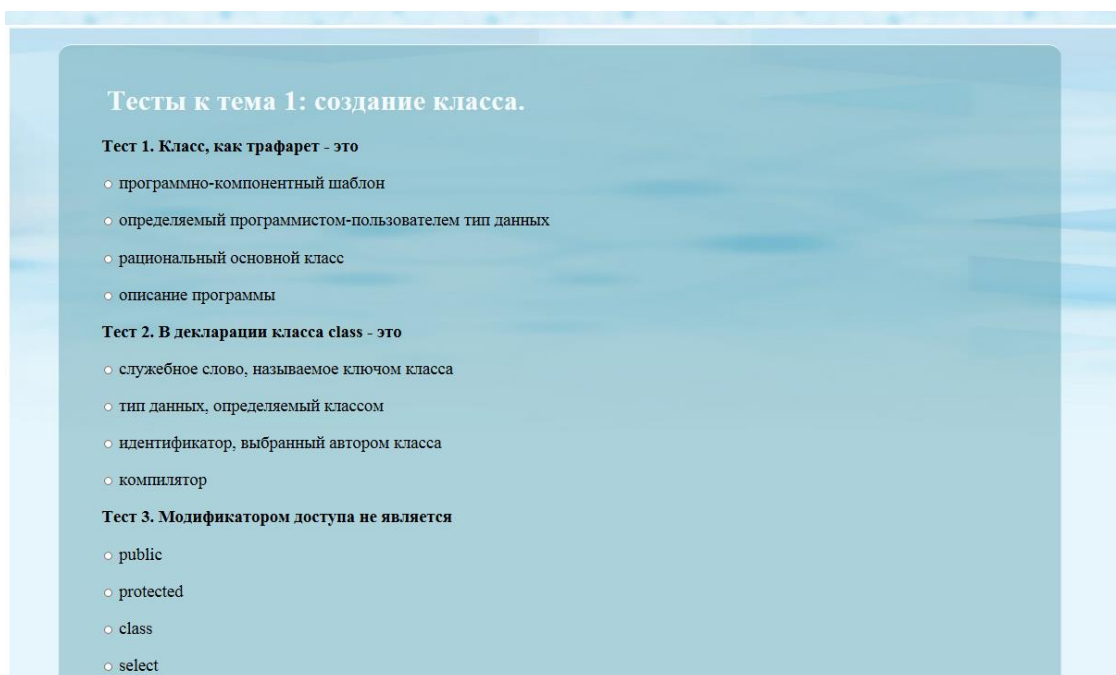 Тесты к тема 1: создание класса.
Тест 1. Класс, как трафарет - это
программно-компонентный шаблон
определяемый программистом-пользователем тип данных
рациональный основной класс
описание программы
Тест 2. В декларации класса class - это
служебное слово, называемое ключом класса
тип данных, определяемый классом
идентификатор, выбранный автором класса
компилятор
Тест 3. Модификатором доступа не является
public
protected
class
select